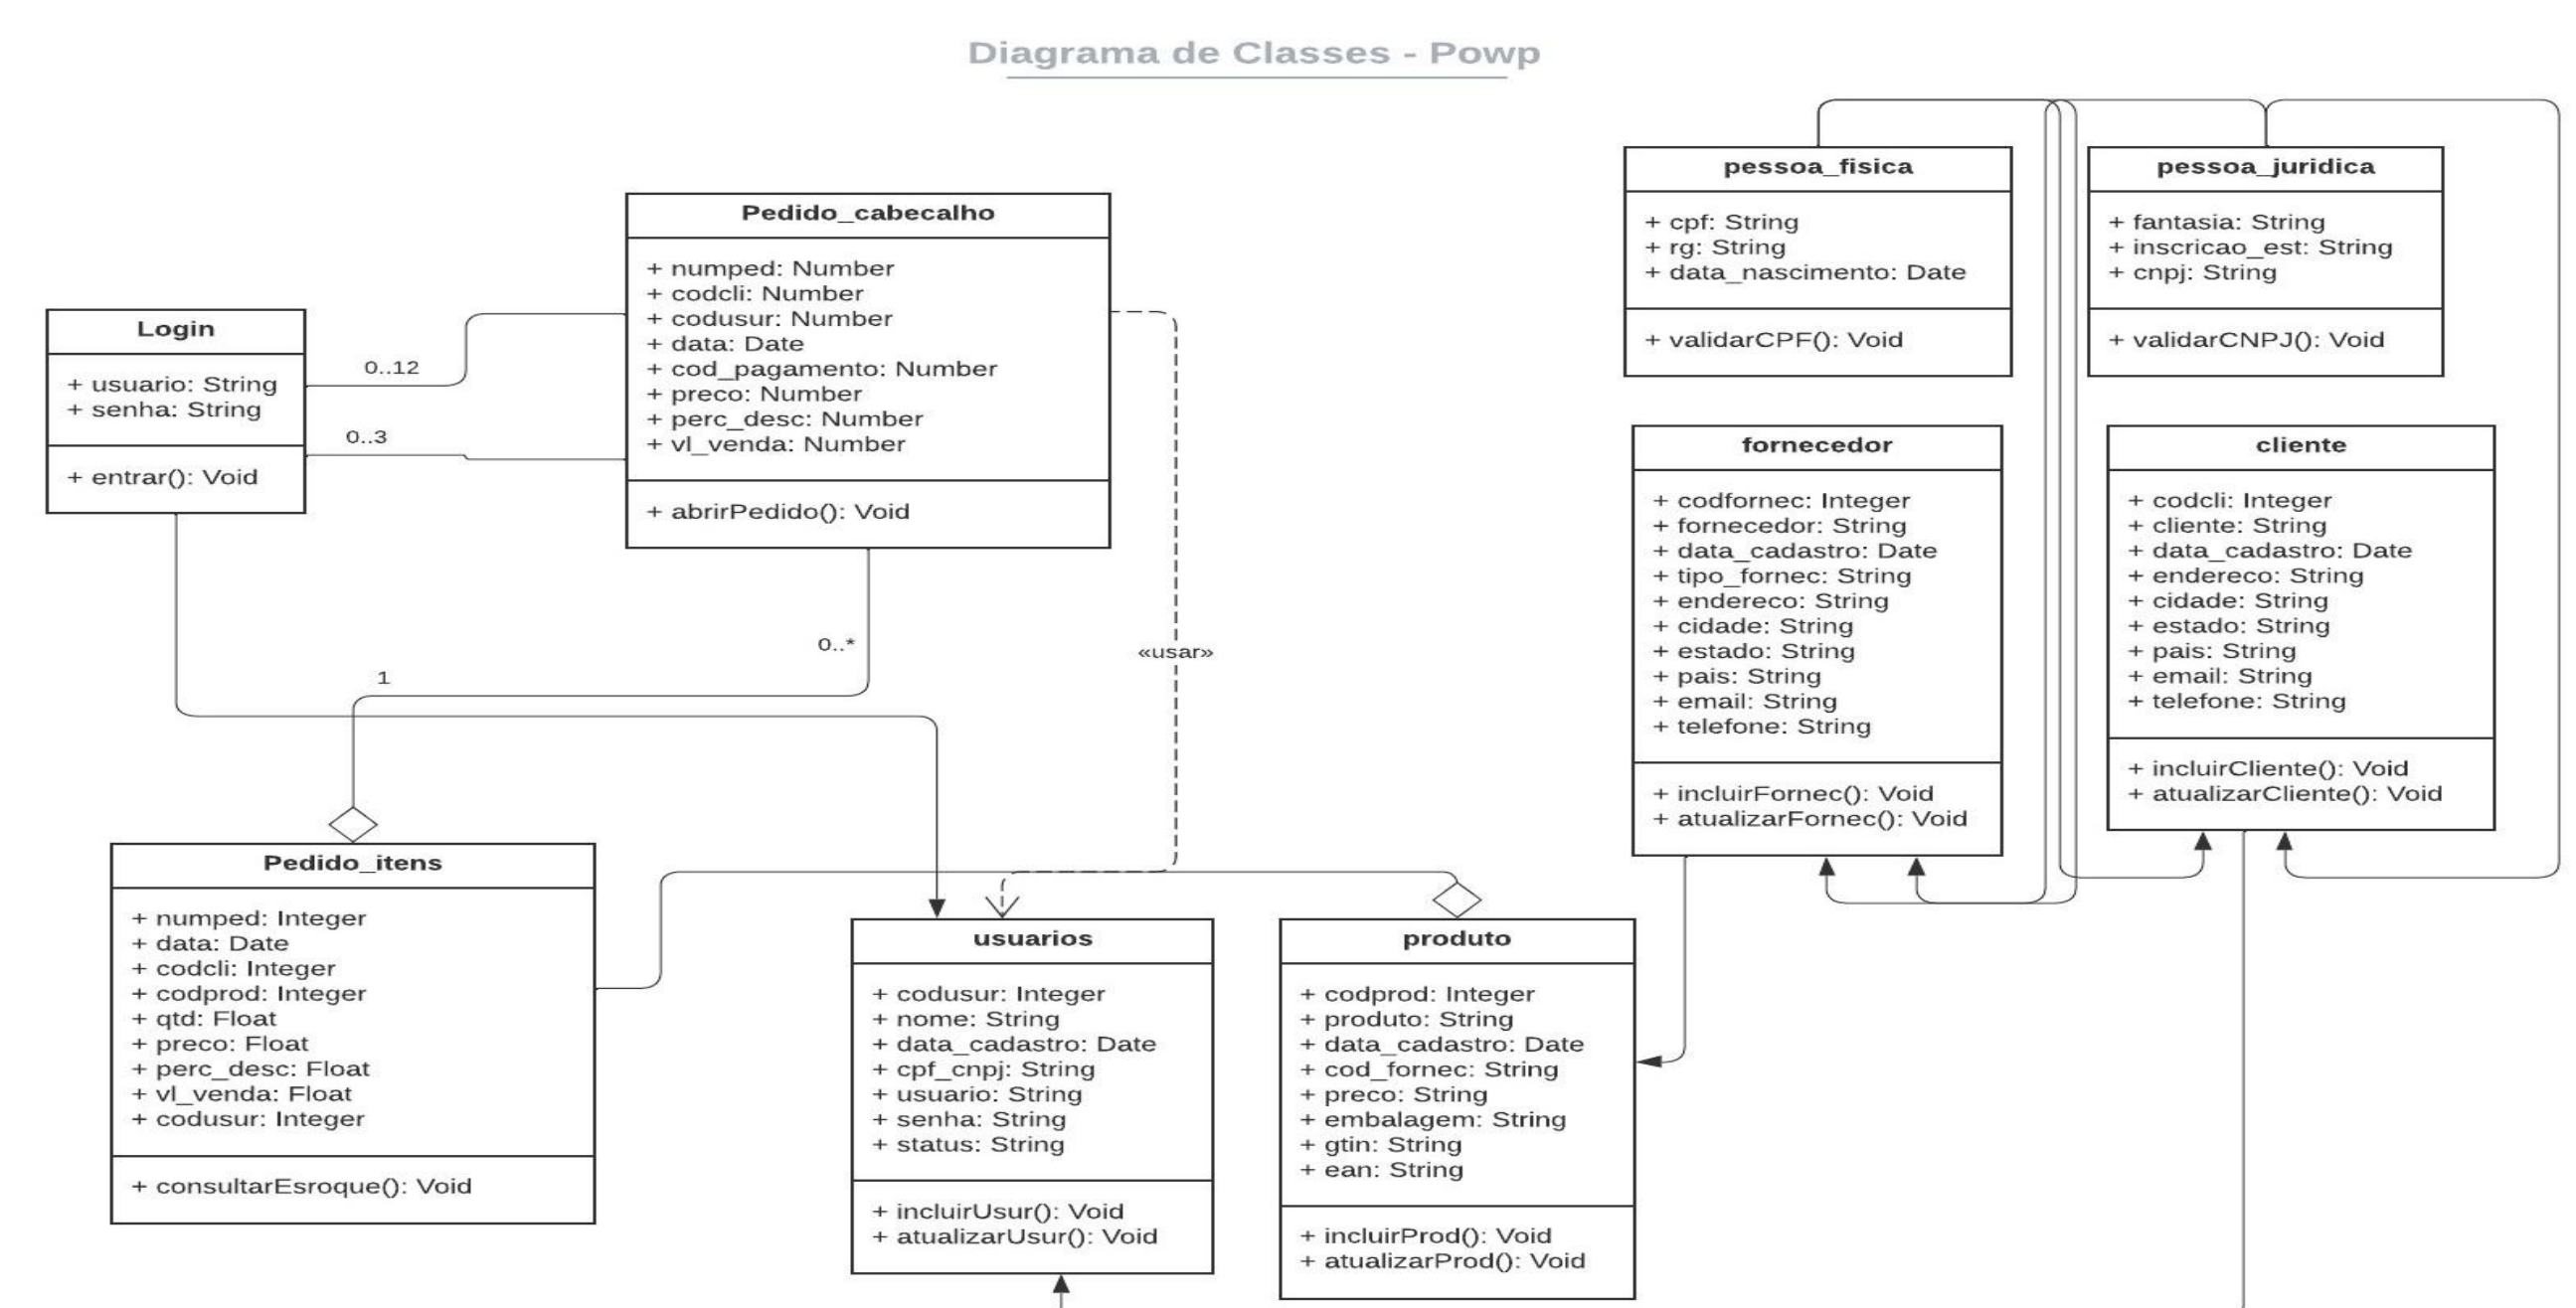 Diagrama de Classes - Powp
Login
+ usuario: String
+ senha: String
+ entrar(): Void
0..12
0..3
Pedido_cabecalho
+ numped: Number
+ codcli: Number
+ codusur: Number
+ data: Date
+ cod_pagamento: Number
+ preco: Number
+ perc_desc: Number
+ vl_venda: Number
+ abrirPedido(): Void
pessoa_fisica
+ cpf: String
+ rg: String
+ data_nascimento: Date
+ validarCPF(): Void
pessoa_juridica
+ fantasia: String
+ inscricao_est: String
+ cnpj: String
+ validarCNPJ(): Void
fornecedor
+ codfornec: Integer
+ fornecedor: String
+ data_cadastro: Date
+ tipo_fornec: String
+ endereco: String
+ cidade: String
+ estado: String
+ pais: String
+ email: String
+ telefone: String
+ incluirFornec(): Void
+ atualizarFornec(): Void
cliente
+ codcli: Integer
+ cliente: String
+ data_cadastro: Date
+ endereco: String
+ cidade: String
+ estado: String
+ pais: String
+ email: String
+ telefone: String
+ incluirCliente(): Void
+ atualizarCliente(): Void
0..*
1
«usar»
Pedido_itens
+ numped: Integer
+ data: Date
+ codcli: Integer
+ codprod: Integer
+ qtd: Float
+ preco: Float
+ perc_desc: Float
+ vl_venda: Float
+ codusur: Integer
+ consultarEsroque(): Void
usuarios
+ codusur: Integer
+ nome: String
+ data_cadastro: Date
+ cpf_cnpj: String
+ usuario: String
+ senha: String
+ status: String
+ incluirUsur(): Void
+ atualizarUsur(): Void
produto
+ codprod: Integer
+ produto: String
+ data_cadastro: Date
+ cod_fornec: String
+ preco: String
+ embalagem: String
+ gtin: String
+ ean: String
+ incluirProd(): Void
+ atualizarProd(): Void